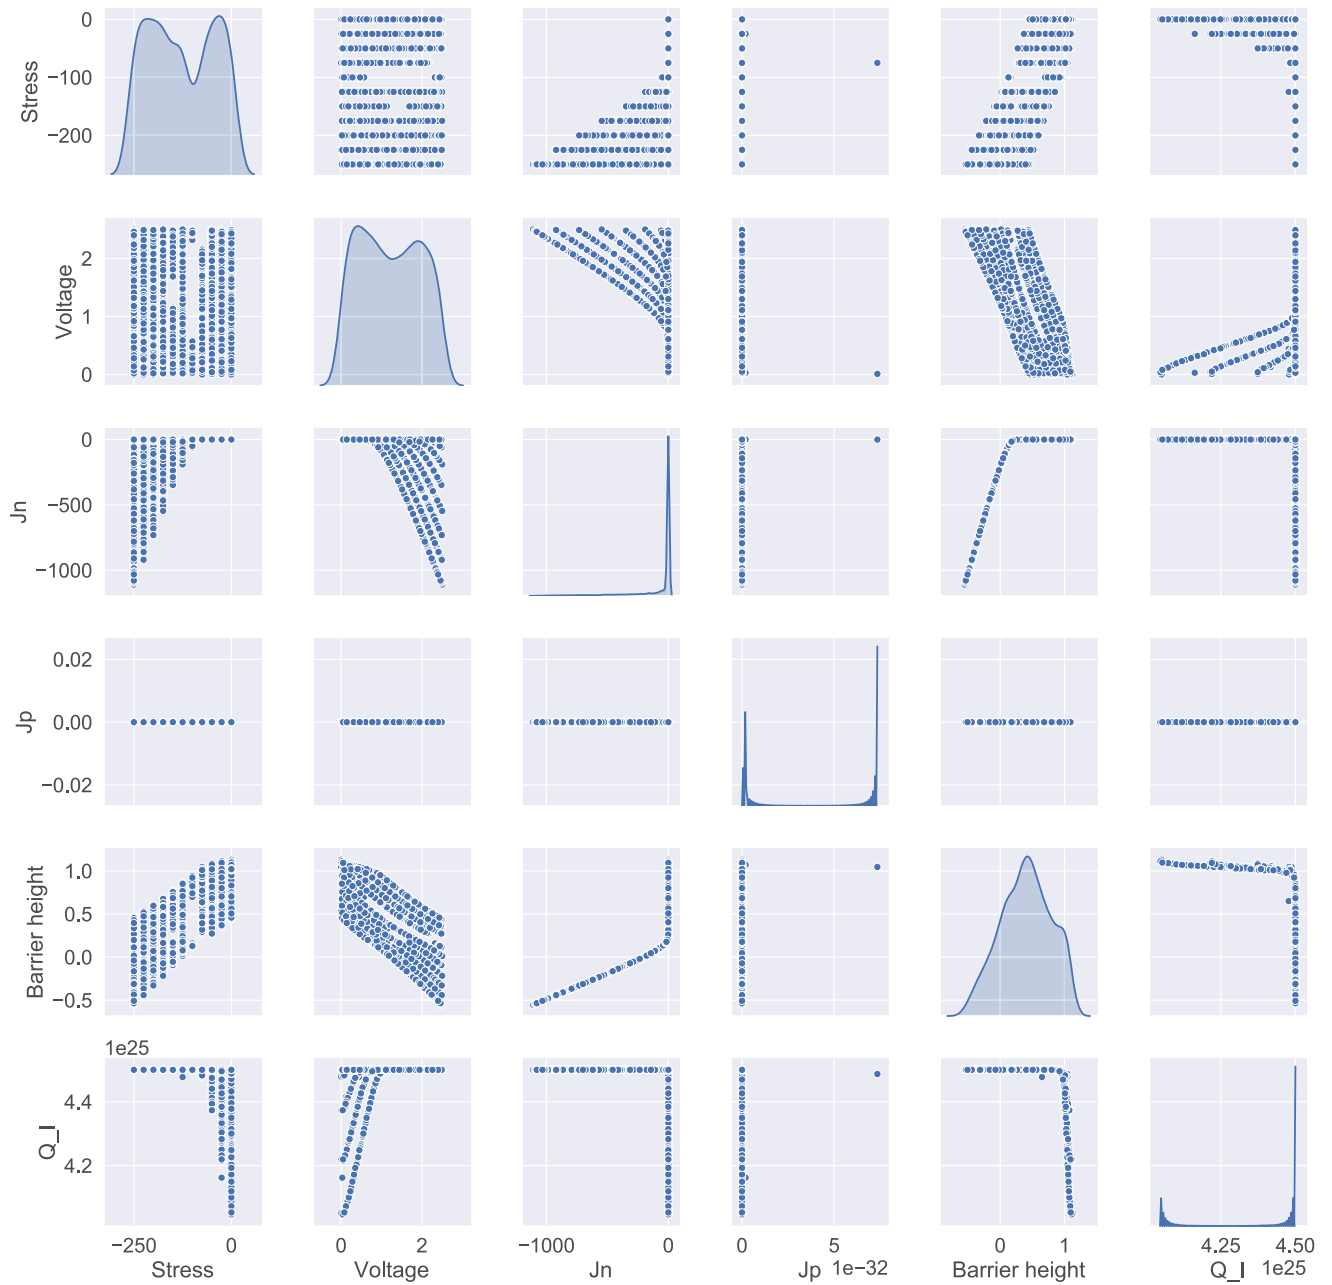 0
−100
−200
Stress
2
1
0
Voltage
0
−500
−1000
Jn
0.02
0.00
−0.02
Jp
1.0
0.5
0.0
−0.5
Barrier height
1e25
4.4
4.2
Q_I
−250 0 0 2 −1000 0 0 5 0 1 4.25 4.50
Stress Voltage Jn Jp 1e−32 Barrier height Q_I 1e25